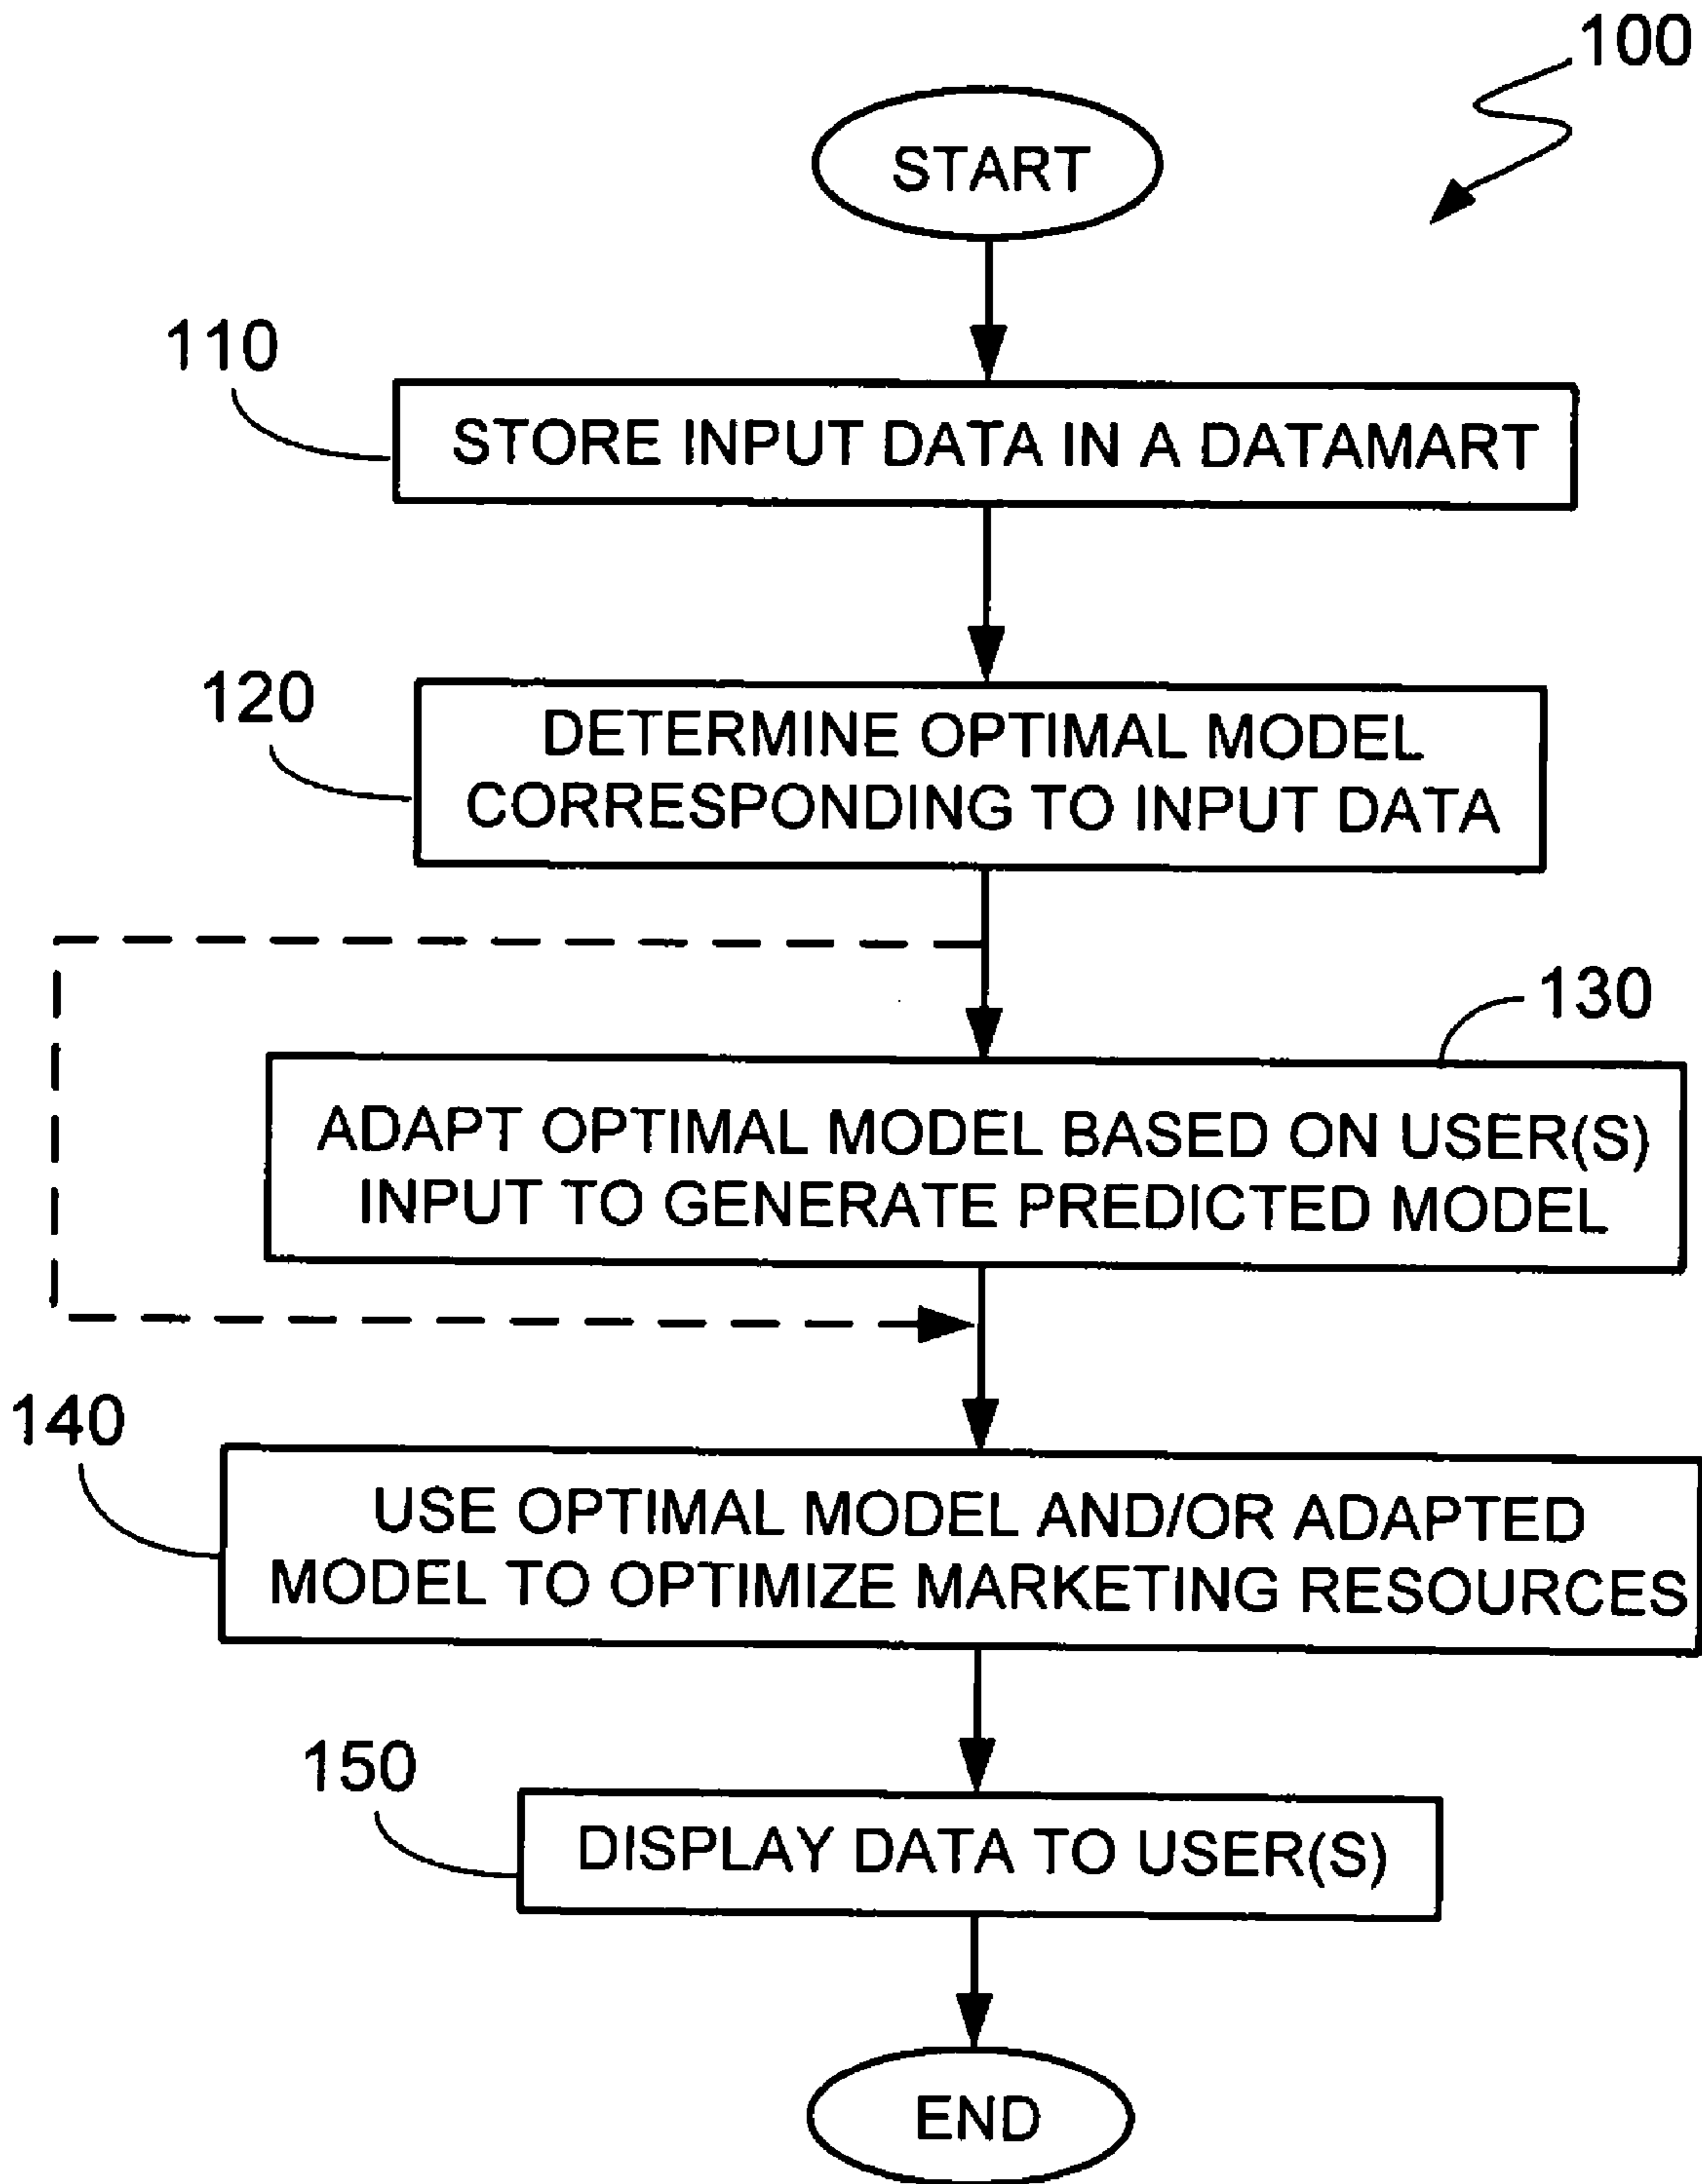 100
START
110
STORE INPUT DATA IN A DATAMART
120
DETERMINE OPTIMAL MODEL
CORRESPONDING TO INPUT DATA
130
ADAPT OPTIMAL MODEL BASED ON USER(S)
INPUT TO GENERATE PREDICTED MODEL
140
USE OPTIMAL MODEL AND/OR ADAPTED
MODEL TO OPTIMIZE MARKETING RESOURCES
150
DISPLAY DATA TO USER(S)
END